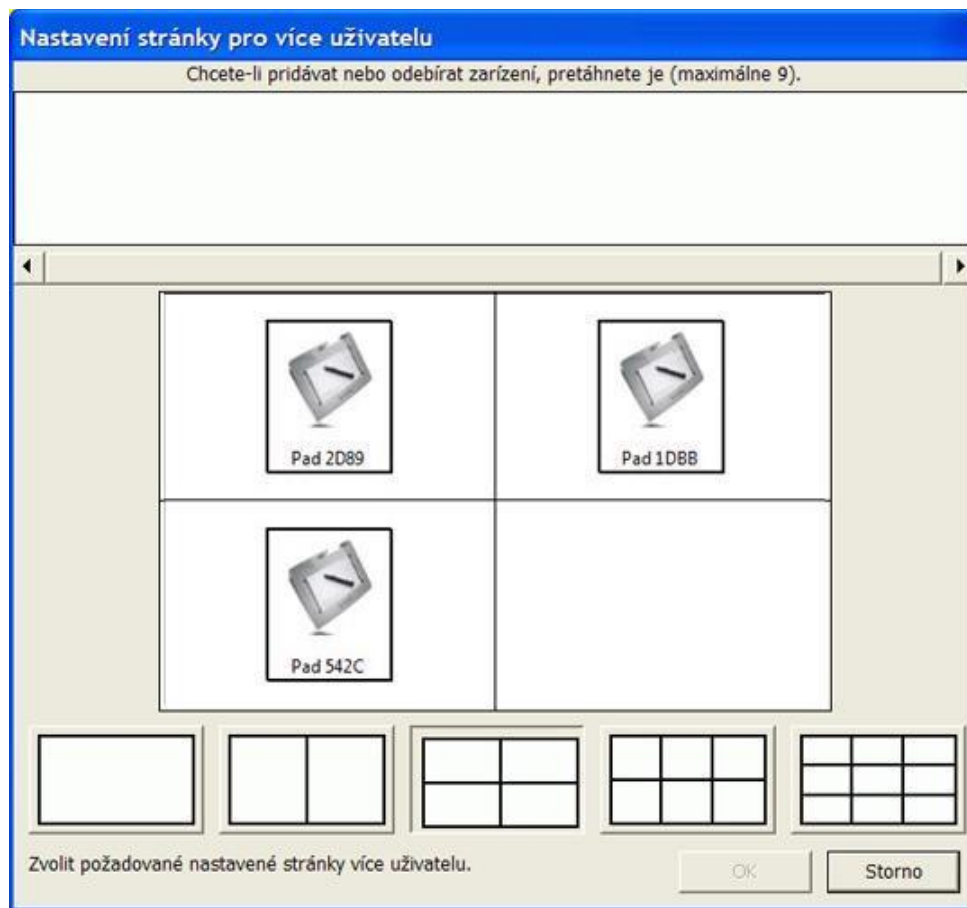 Nastavení stránky pro více uživatelu
Chcete-li pridávat nebo odebírat zarízení, pretáhnete je (maximálne 9).
Pad 2D89
Pad 1DBB
Pad 542C
Zvolit požadované nastavené stránky více uživatelu.
OK
Storno